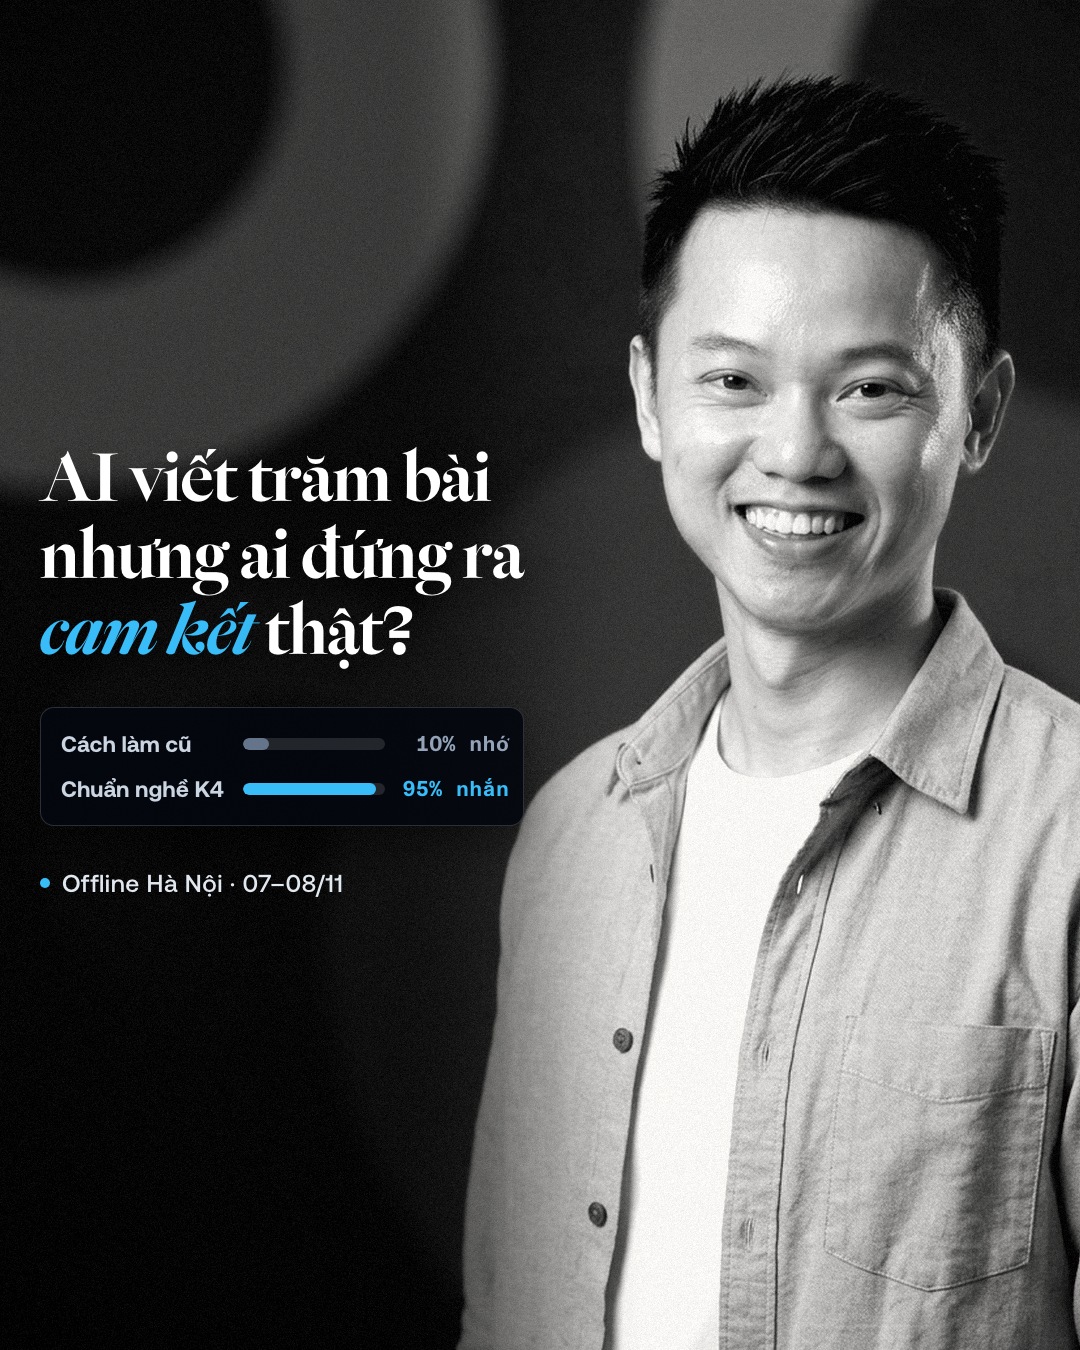 AI viết trăm bài
nhưng ai đứng ra
cam kết thật?
Cách làm cũ 10% nhớ
Chuẩn nghề K4 95% nhắn
Offline Hà Nội · 07–08/11